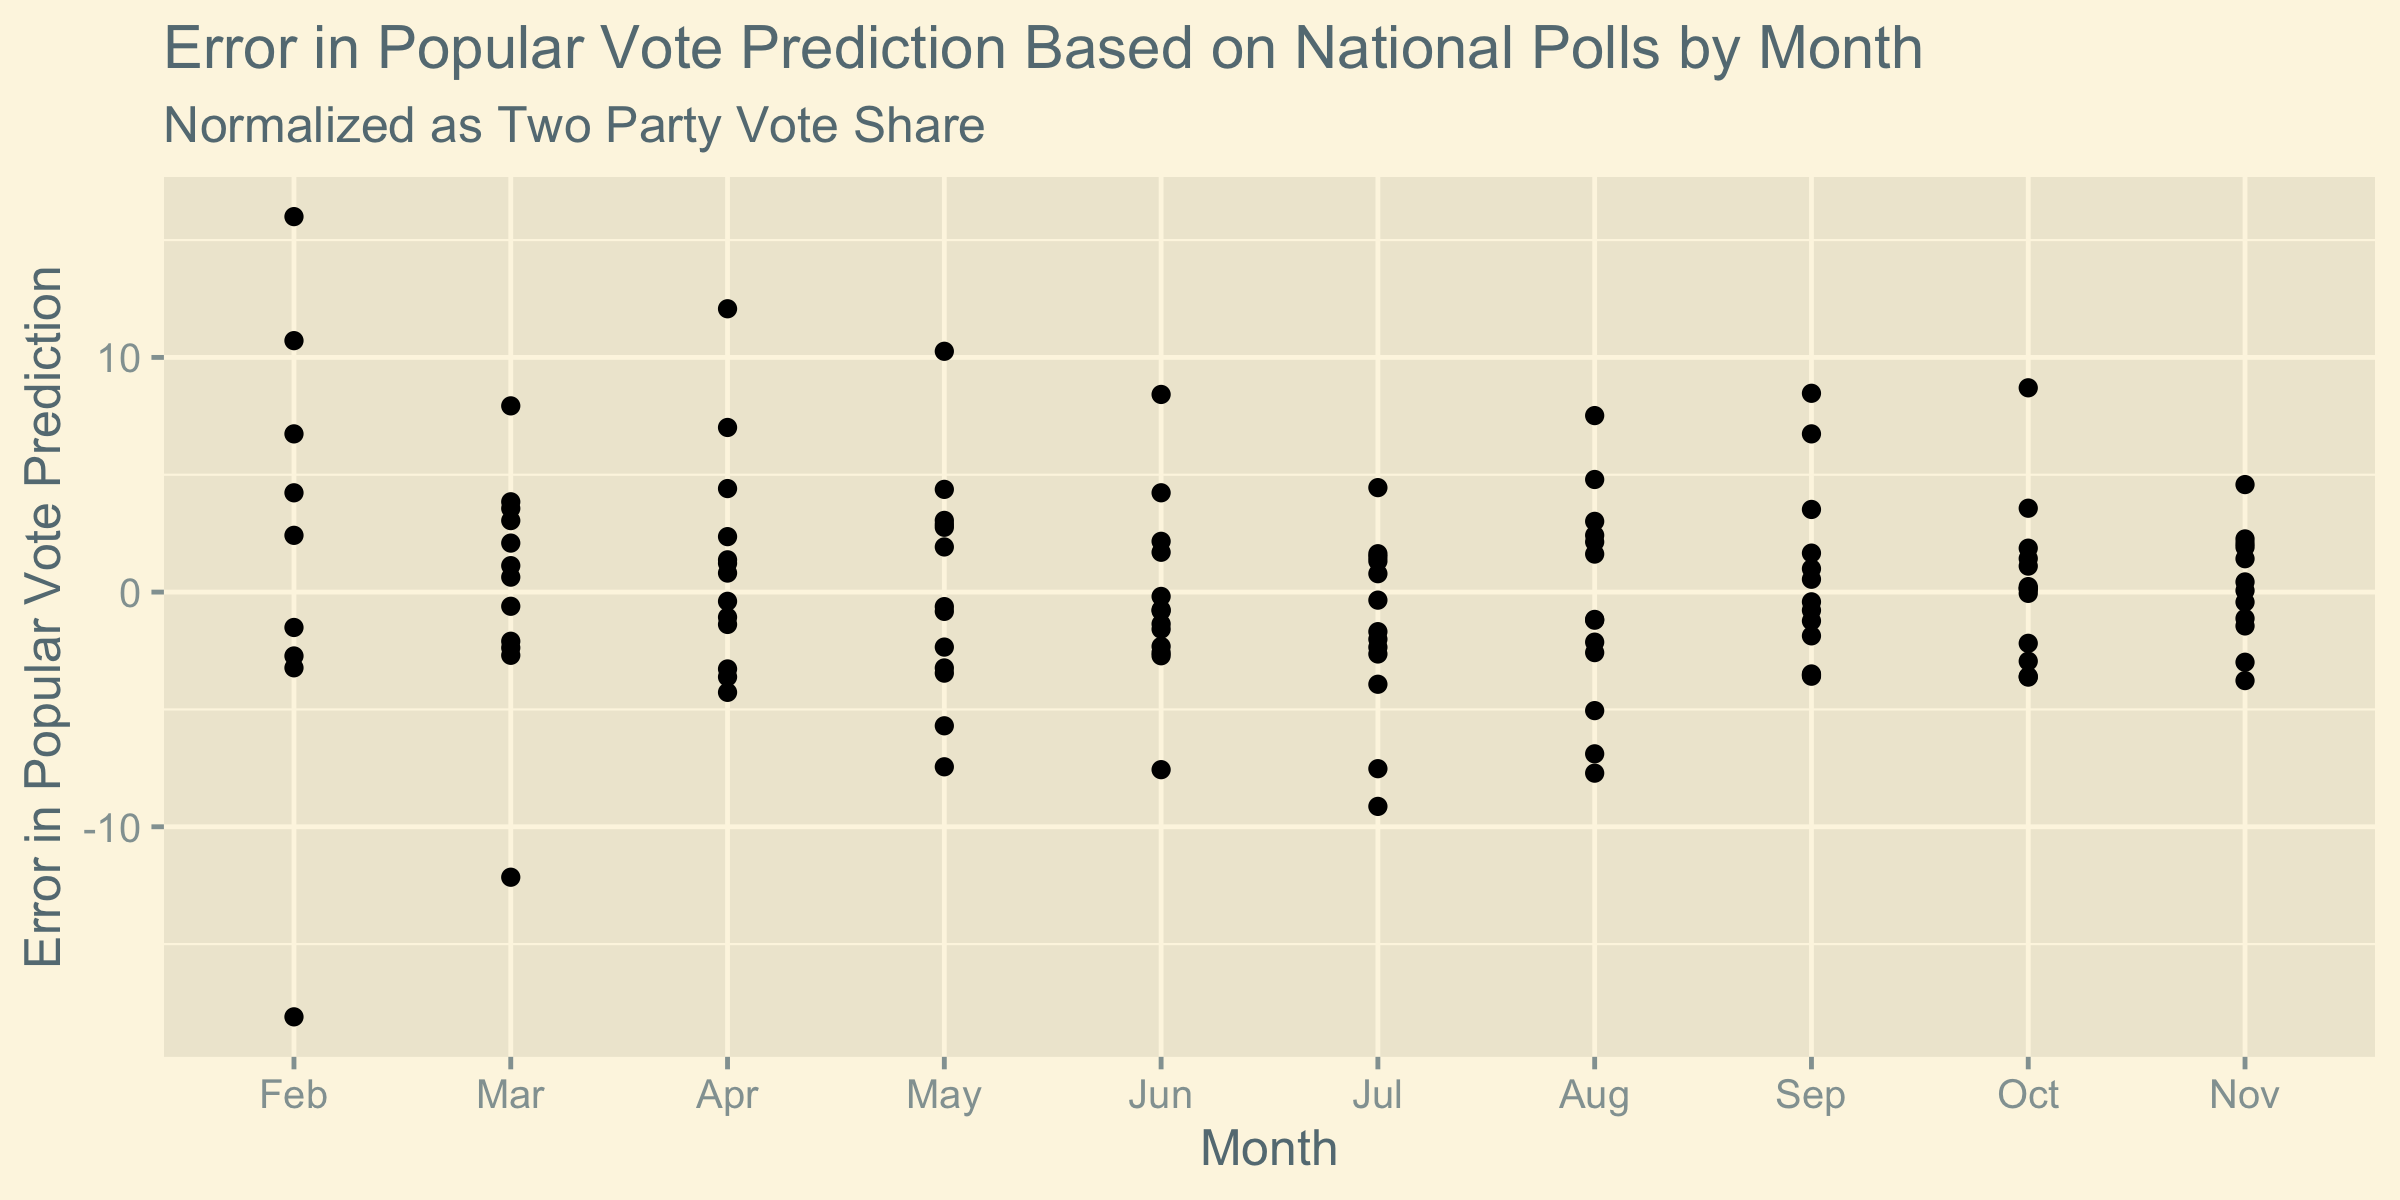 Error in Popular Vote Prediction Based on National Polls by Month
Normalized as Two Party Vote Share
Error in Popular Vote Prediction
10
0
-10
Feb Mar Apr May Jun Jul Aug Sep Oct Nov
Month